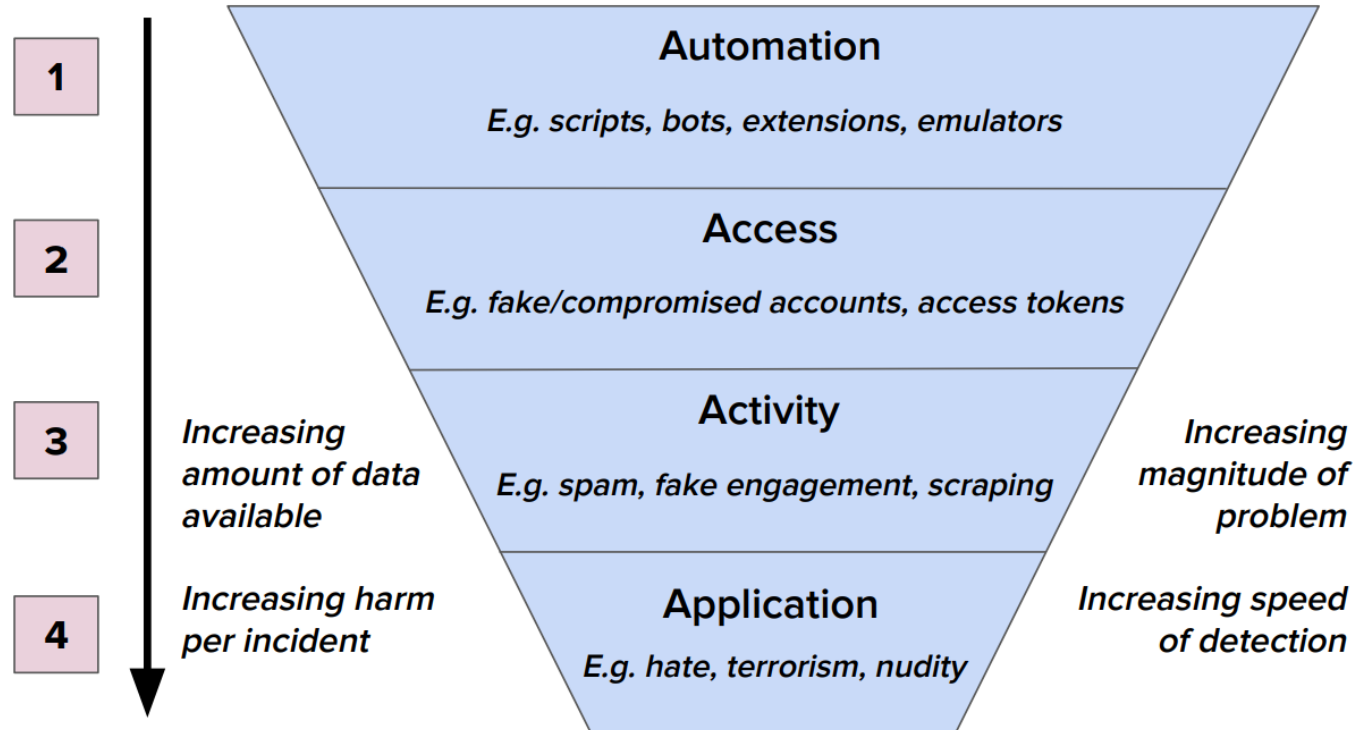 1
Automation
E.g. scripts, bots, extensions, emulators
2
Access
E.g. fake/compromised accounts, access tokens
3
Activity
E.g. spam, fake engagement, scraping
Increasing
amount of data
available
Increasing
magnitude of
problem
4
Application
E.g. hate, terrorism, nudity
Increasing harm
per incident
Increasing speed
of detection